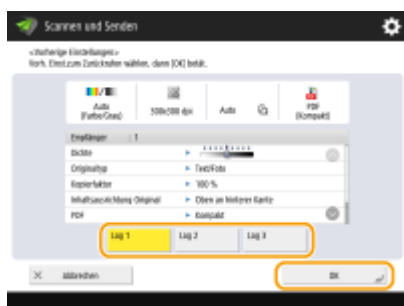 Scannen und Senden
<Vorherige Einstellungen>
Vorh. Einst.zum Zurückrufen wählen, dann [OK] betät.
Auto
(Farbe/Grau)
300x300 dpi
Auto
PDF
(Kompakt)
Empfänger : 1
Dichte
Originaltyp ► Text/Foto
Kopierfaktor ► 100 %
Inhaltsausrichtung Original ► Oben an hinterer Kante
PDF ► Kompakt
Log 1 Log 2 Log 3
Abbrechen OK